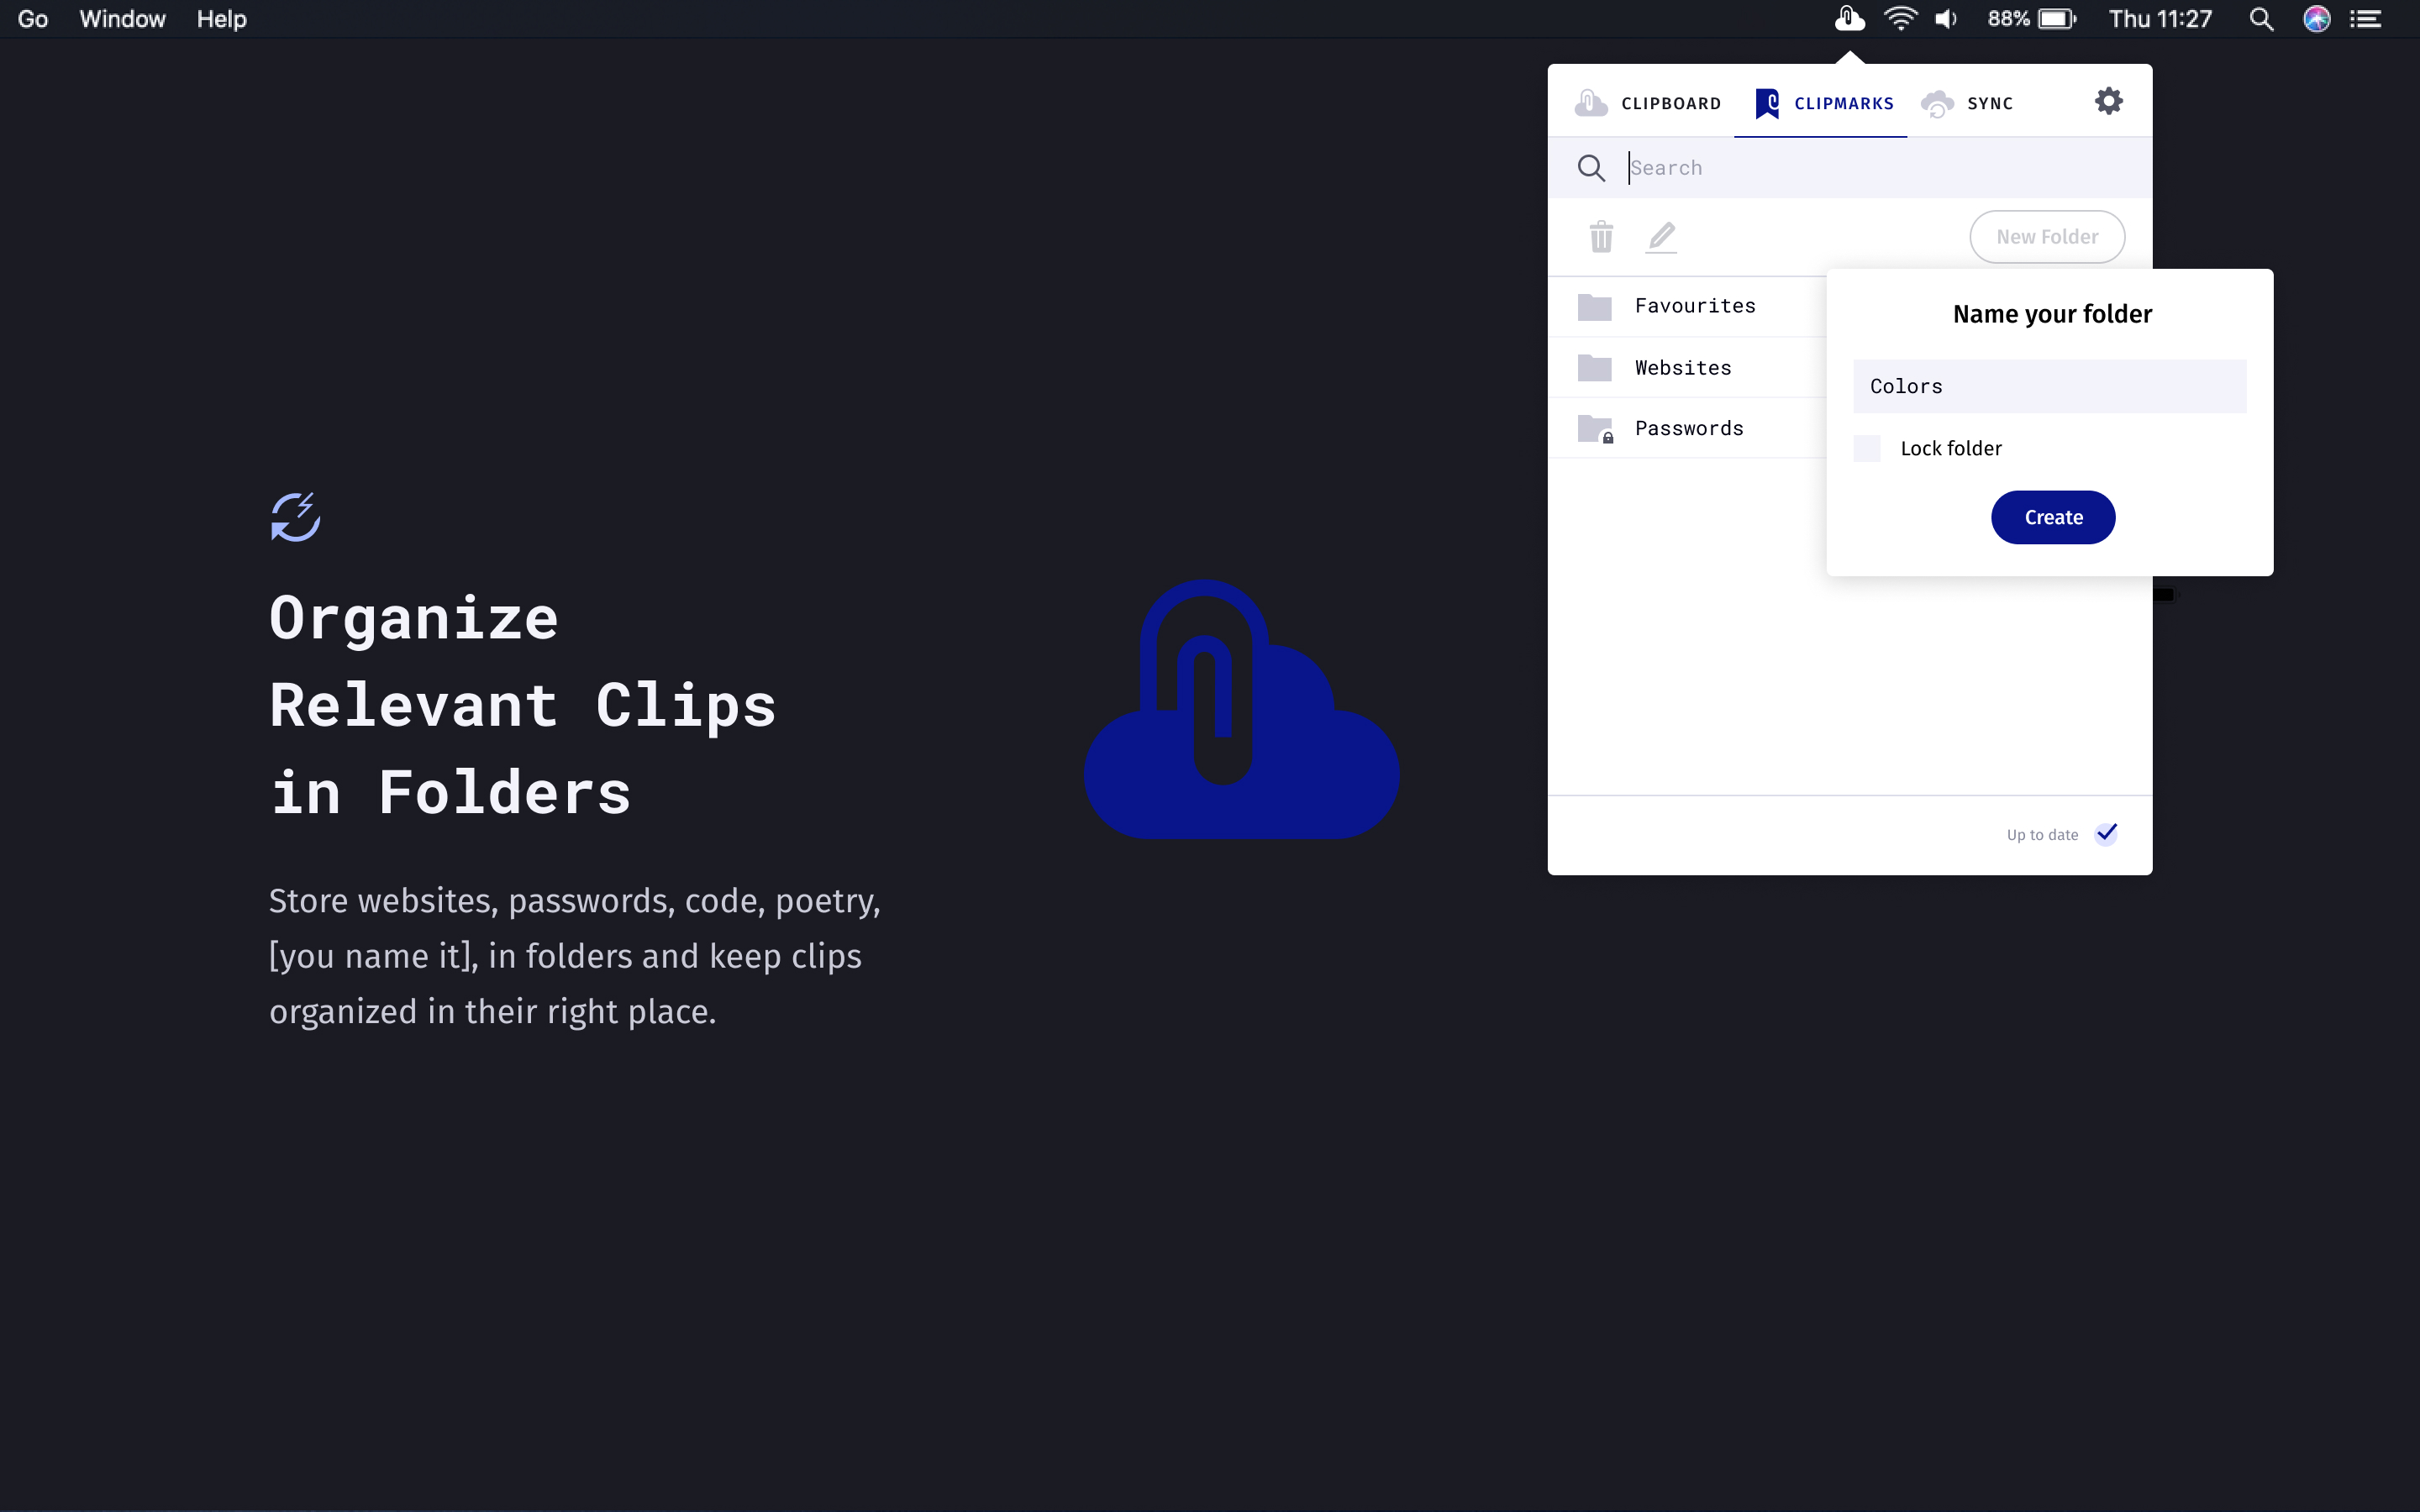 Go Window Help 88% Thu 11:27
CLIPBOARD CLIPMARKS SYNC
Search
New Folder
Favourites
Websites
Passwords
Name your folder
Colors
Lock folder
Create
Up to date
Organize
Relevant Clips
in Folders
Store websites, passwords, code, poetry,
[you name it], in folders and keep clips
organized in their right place.